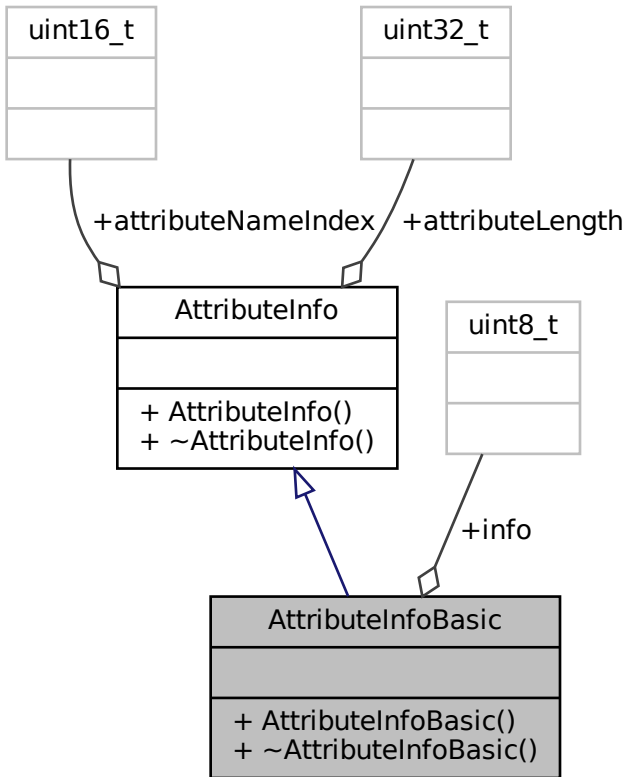 uint16_t
uint32_t
+attributeNameIndex
+attributeLength
AttributeInfo
+ AttributeInfo()
+ ~AttributeInfo()
uint8_t
+info
AttributeInfoBasic
+ AttributeInfoBasic()
+ ~AttributeInfoBasic()